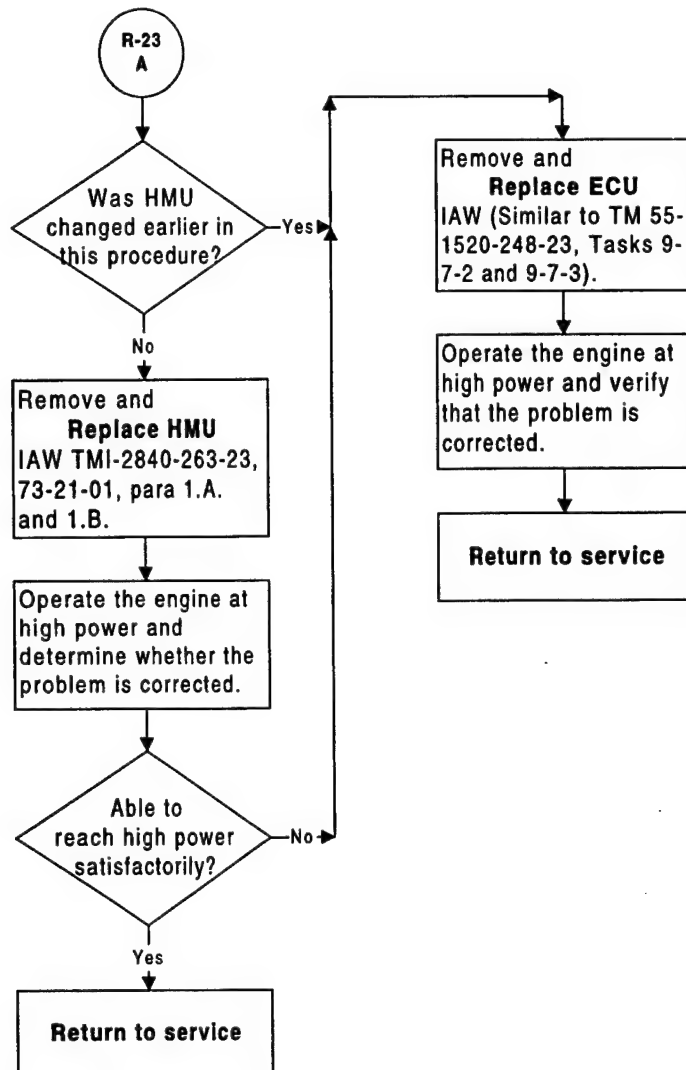 R-23
A
Was HMU
changed earlier in
this procedure?
Yes
No
Remove and
Replace HMU
IAW TMI-2840-263-23,
73-21-01, para 1.A.
and 1.B.
Operate the engine at
high power and
determine whether the
problem is corrected.
Able to
reach high power
satisfactorily?
No
Yes
Return to service
Remove and
Replace ECU
IAW (Similar to TM 55-
1520-248-23, Tasks 9-
7-2 and 9-7-3).
Operate the engine at
high power and verify
that the problem is
corrected.
Return to service